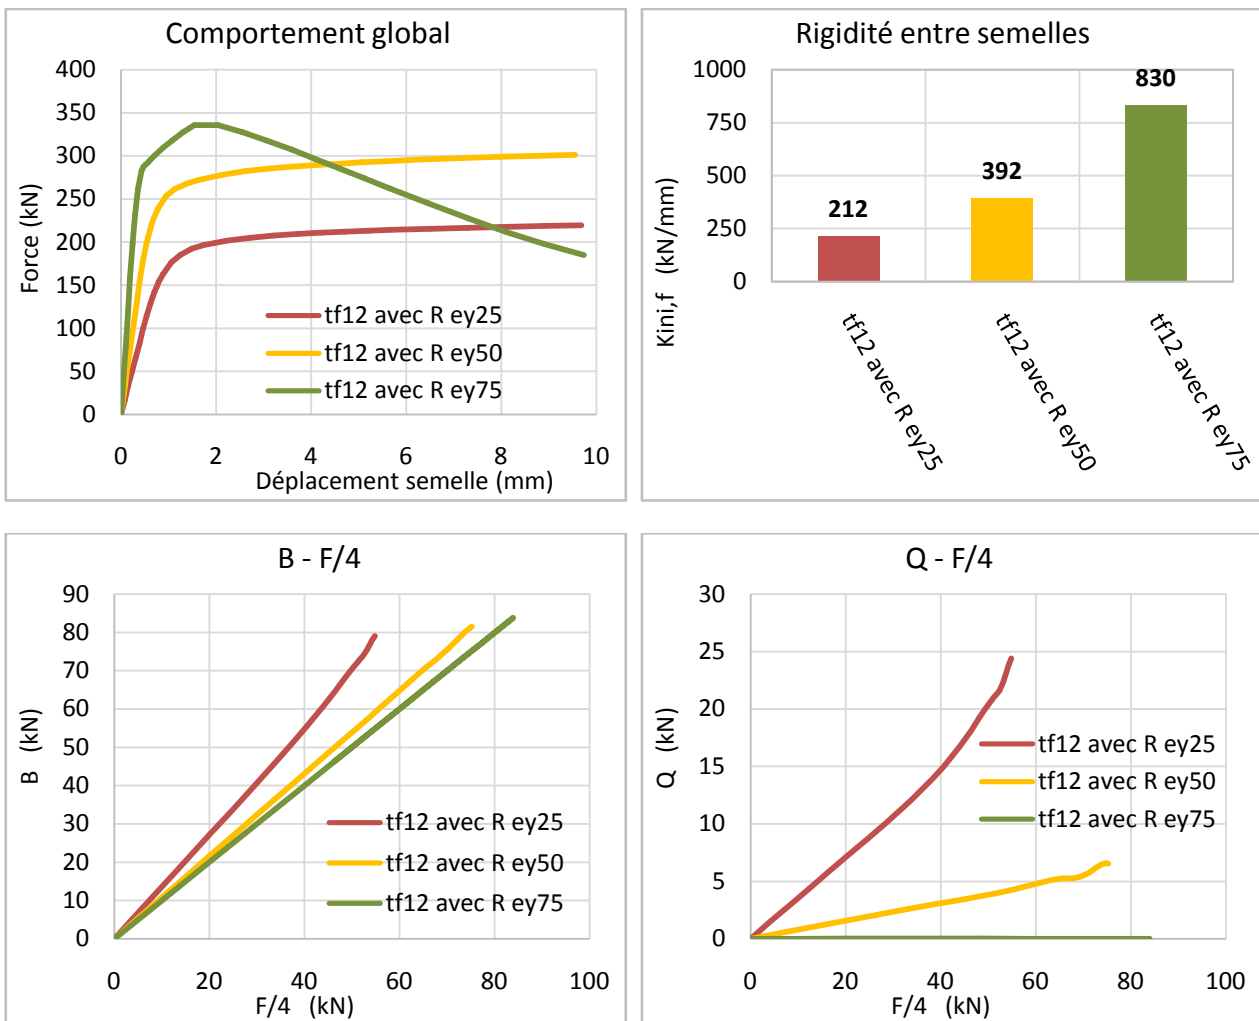 Comportement global
400
350
300
250
200
150
100
50
0
Force (kN)
tf12 avec R ey25
tf12 avec R ey50
tf12 avec R ey75
0 2 4 6 8 10
Déplacement semelle (mm)
Rigidité entre semelles
1000
750
500
250
0
Kini,f (kN/mm)
212
392
830
tf12 avec R ey25
tf12 avec R ey50
tf12 avec R ey75
B - F/4
90
80
70
60
50
40
30
20
10
0
B (kN)
tf12 avec R ey25
tf12 avec R ey50
tf12 avec R ey75
0 20 40 60 80 100
F/4 (kN)
Q - F/4
30
25
20
15
10
5
0
Q (kN)
tf12 avec R ey25
tf12 avec R ey50
tf12 avec R ey75
0 20 40 60 80 100
F/4 (kN)